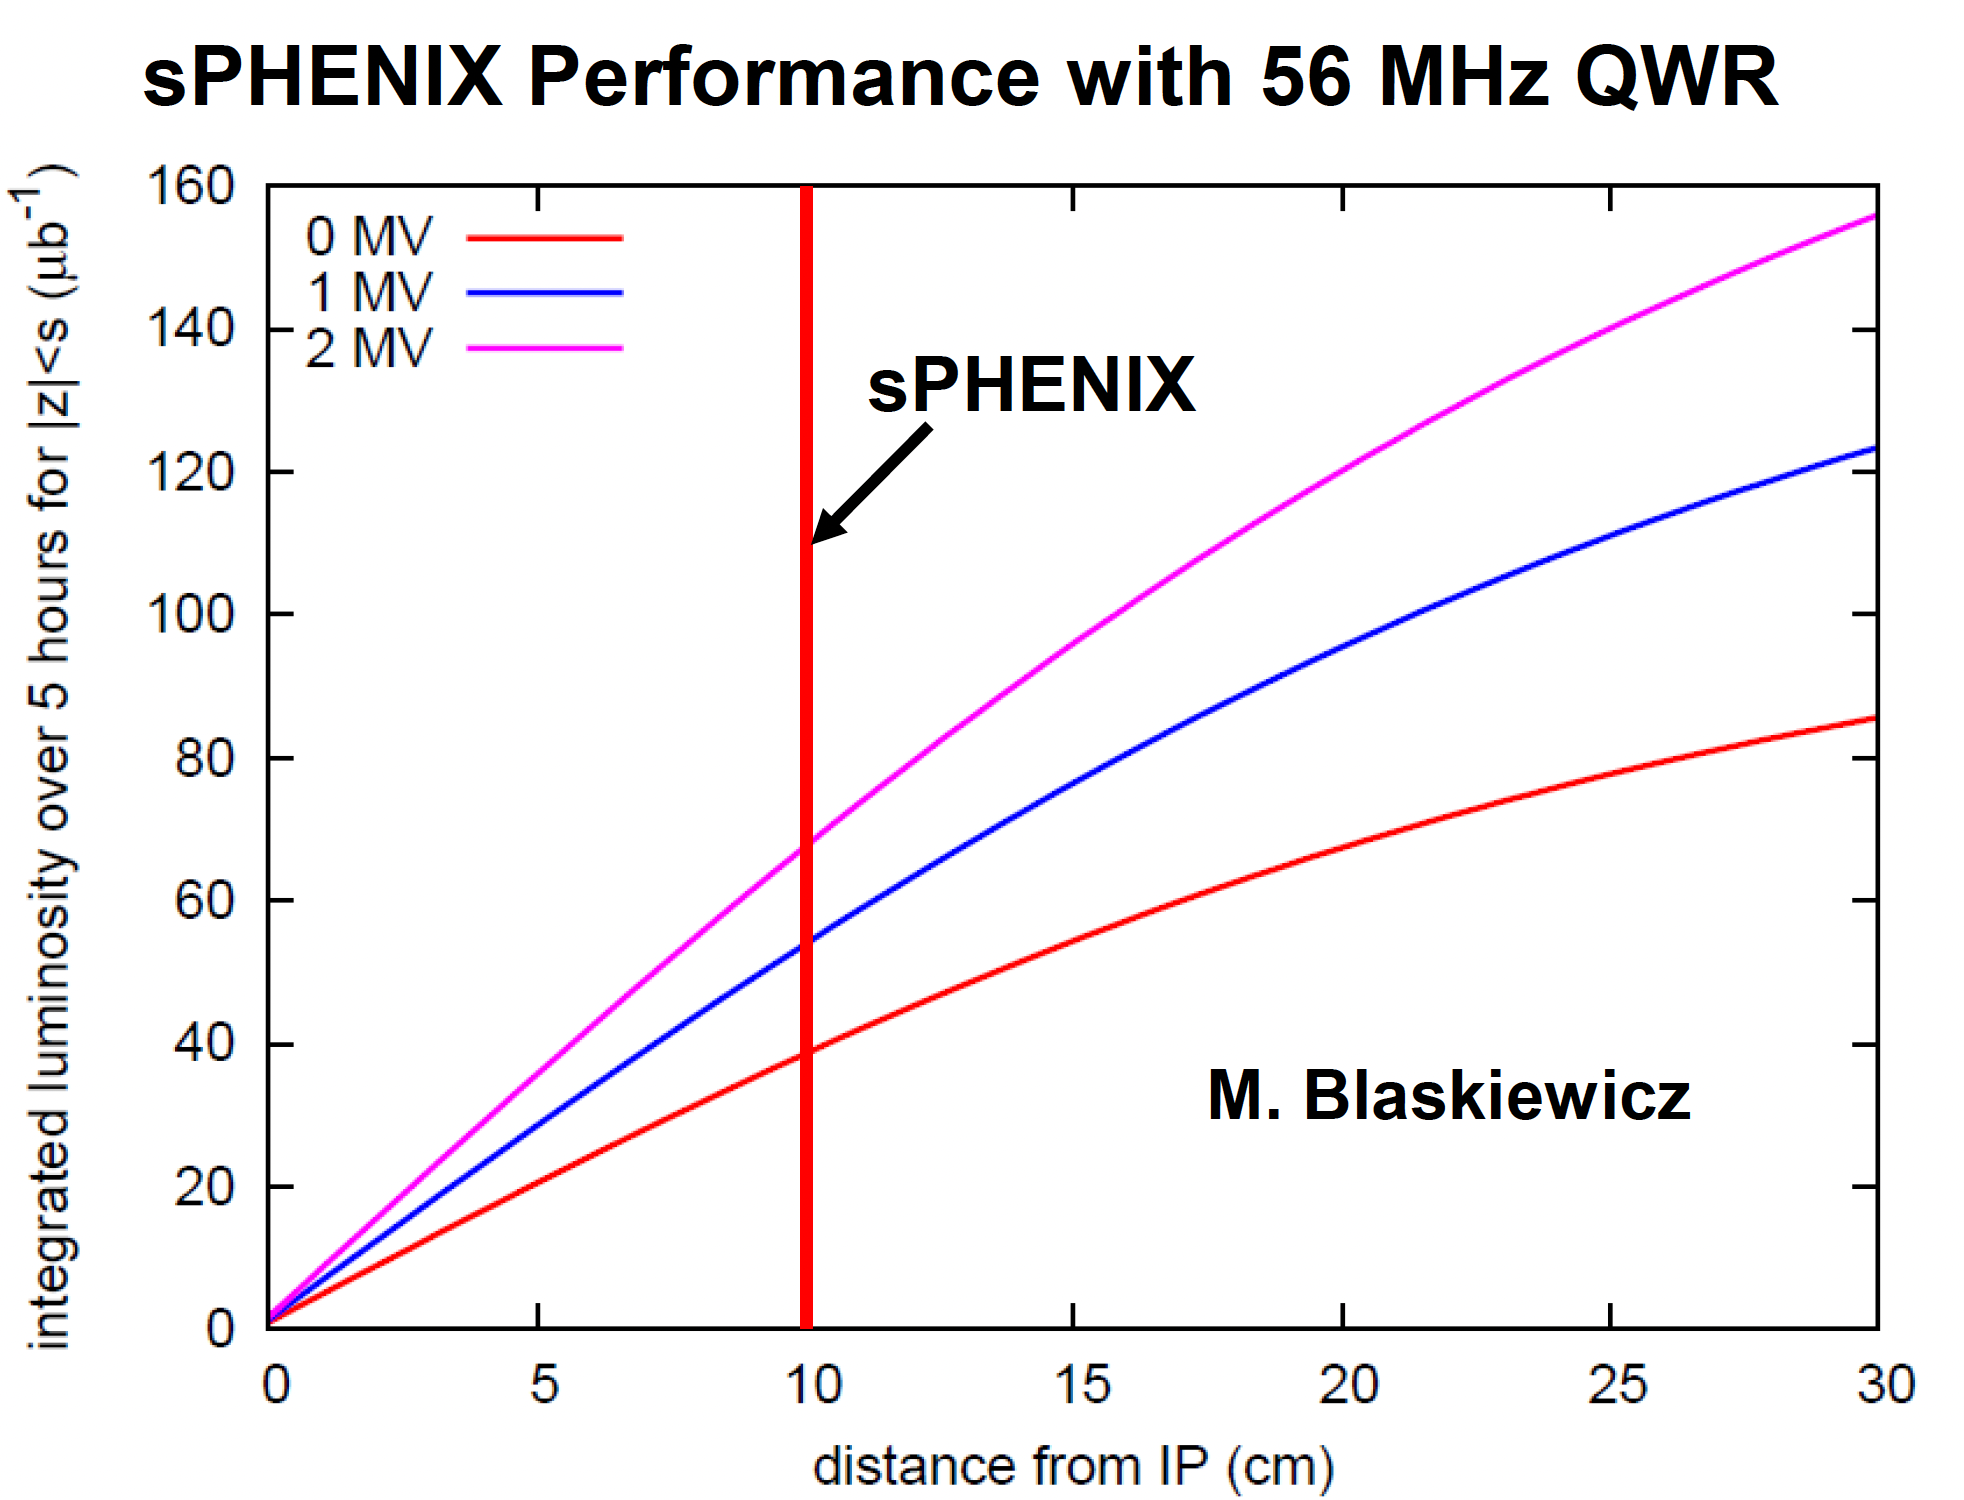 sPHENIX Performance with 56 MHz QWR
integrated luminosity over 5 hours for |z|<s (μb⁻¹)
160
140
120
100
80
60
40
20
0
0 MV
1 MV
2 MV
sPHENIX
M. Blaskiewicz
0 5 10 15 20 25 30
distance from IP (cm)